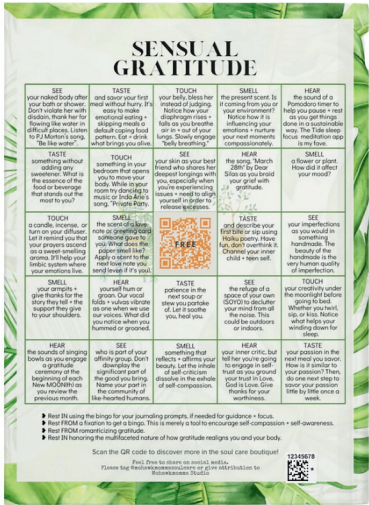 SENSUAL
GRATITUDE
SEE
your naked body after
your bath or shower.
Don't violate her with
disdain, thank her for
flowing like water in
difficult places. Listen
to PJ Morton's song,
"Be like water".
TASTE
and savor your first
meal without hurry. It's
easy to make
emotional eating +
skipping meals a
default coping food
pattern. Eat + drink
what brings you alive.
TOUCH
your belly, bless her
instead of judging.
Notice how your
diaphragm rises +
falls as you breathe
air in + out of your
lungs. Slowly engage
"belly breathing."
SMELL
the present scent. Is
it coming from you or
your environment?
Notice how it is
influencing your
emotions + nurture
your next moments
compassionately.
HEAR
the sound of a
Pomodoro timer to
help you pause + rest
as you get things
done in a sustainable
way. The Tide sleep
focus meditation app
is my fave.
TASTE
something without
adding any
sweetener. What is
the essence of the
food or beverage
that stands out the
most to you?
TOUCH
something in your
bedroom that opens
you to move your
body. While in your
room try dancing to
music or Indie Arie's
song, "Private Party.
SEE
your skin as your best
friend who shares her
deepest longings with
you, especially when
you're experiencing
issues + need to align
yourself in order to
release excesses.
HEAR
the song, "March
28th" by Dear
Silas as you
braid your grief with
gratitude.
SMELL
a flower or plant.
How did it affect
your mood?
TOUCH
a candle, incense, or
turn on your diffuser.
Let it remind you that
your prayers ascend
as a sweet smelling
aroma. It'll help your
limbic system where
your emotions live.
SMELL
the scent of a love
note or greeting card
someone gave to
you. What does the
paper smell like?
Apply a scent to the
next love note you
send (even if it's you).
FREE
TASTE
and describe your
first bite or sip using
Haiku poetry. Have
fun, don't overthink it.
Channel your inner
child + teen self.
SEE
your imperfections
as you would in
something
handmade. The
beauty of the
handmade is the
very human quality
of imperfection.
SMELL
your armpits +
give thanks for the
story they tell + the
support they give
to your shoulders.
HEAR
yourself hum or
groan. Our vocal
folds + vulvas vibrate
as one when we use
our voices. What did
you notice when you
hummed or groaned.
TASTE
patience in the
next soup or
stew you partake
of. Let it soothe
you, heal you.
SEE
the refuge of a
space of your own
(SOYO) to declutter
your mind from all
the noise. This
could be outdoors
or indoors.
TOUCH
your creativity under
the moonlight before
going to bed.
Whether you twirl,
sip, or kiki. Notice
what helps your
winding down for
sleep.
HEAR
the sounds of singing
bowls as you engage
a gratitude
ceremony at the
beginning of each
New MOON(th) as you
review the previous
month.
SEE
who is part of your
affinity group. Don't
downplay the
significant part of
the good you bring.
Name your part in
the community of
like-hearted humans.
SMELL
something that
reflects + affirms your
beauty. Let the inhale
of self-criticism
dissolve in the exhale
of self-compassion.
HEAR
your inner critic, but
tell her you're going
to engage in self-
trust as you ground
your trust in Love,
God is Love. Give
thanks for your
worthiness.
TASTE
your passion in the
next meal you savor.
How is it similar to
your passion? Then,
do one next step to
savor your passion
little by little once a
week.
Rest IN using the bingo for your journaling prompts, if needed for guidance + focus.
Rest FROM a fixation to get a bingo. This is merely a tool to encourage self-compassion + self-awareness.
Rest FROM romanticizing gratitude.
Rest IN honoring the multifaceted nature of how gratitude realigns you and your body.
Scan the QR code to discover more in the soul care boutique!
Feel free to share on social media.
12345678